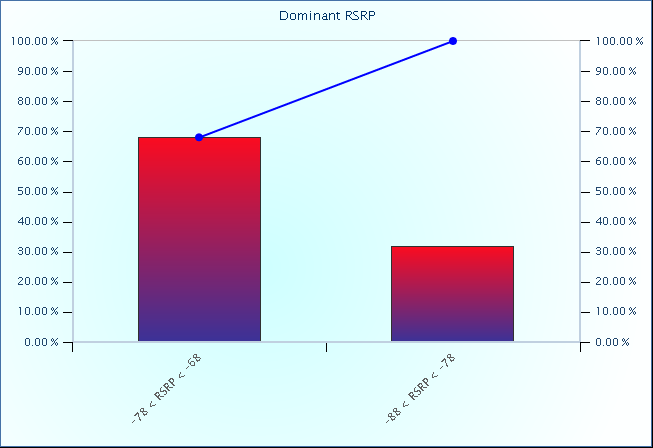 Dominant RSRP
100.00 % 100.00 %
90.00 % 90.00 %
80.00 % 80.00 %
70.00 % 70.00 %
60.00 % 60.00 %
50.00 % 50.00 %
40.00 % 40.00 %
30.00 % 30.00 %
20.00 % 20.00 %
10.00 % 10.00 %
0.00 % 0.00 %
-78 < RSRP < -68
-88 < RSRP < -78